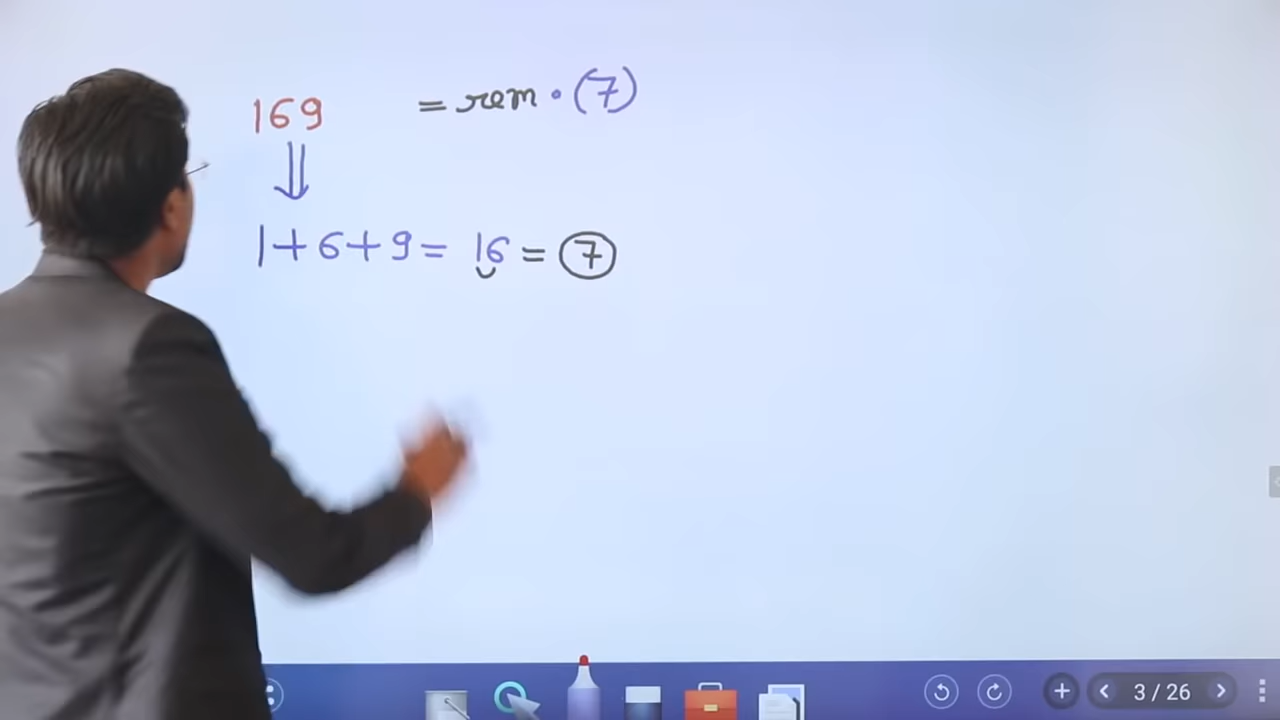 169 = rem • (7)
⇓
1+6+9= 16 = 7
3 / 26